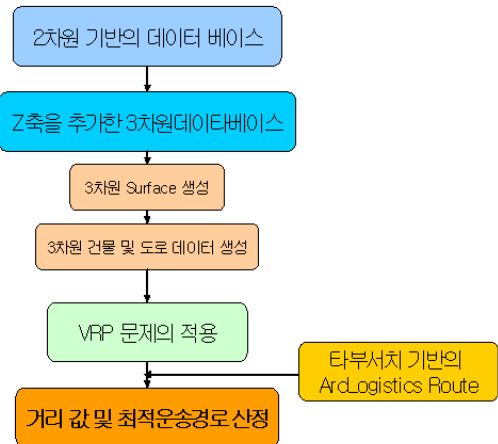 2차원 기반의 데이터 베이스
Z축을 추가한 3차원데이타베이스
3차원 Surface 생성
3차원 건물 및 도로 데이터 생성
VRP 문제의 적용
타부서치 기반의
ArcLogistics Route
거리 값 및 최적운송경로 산정